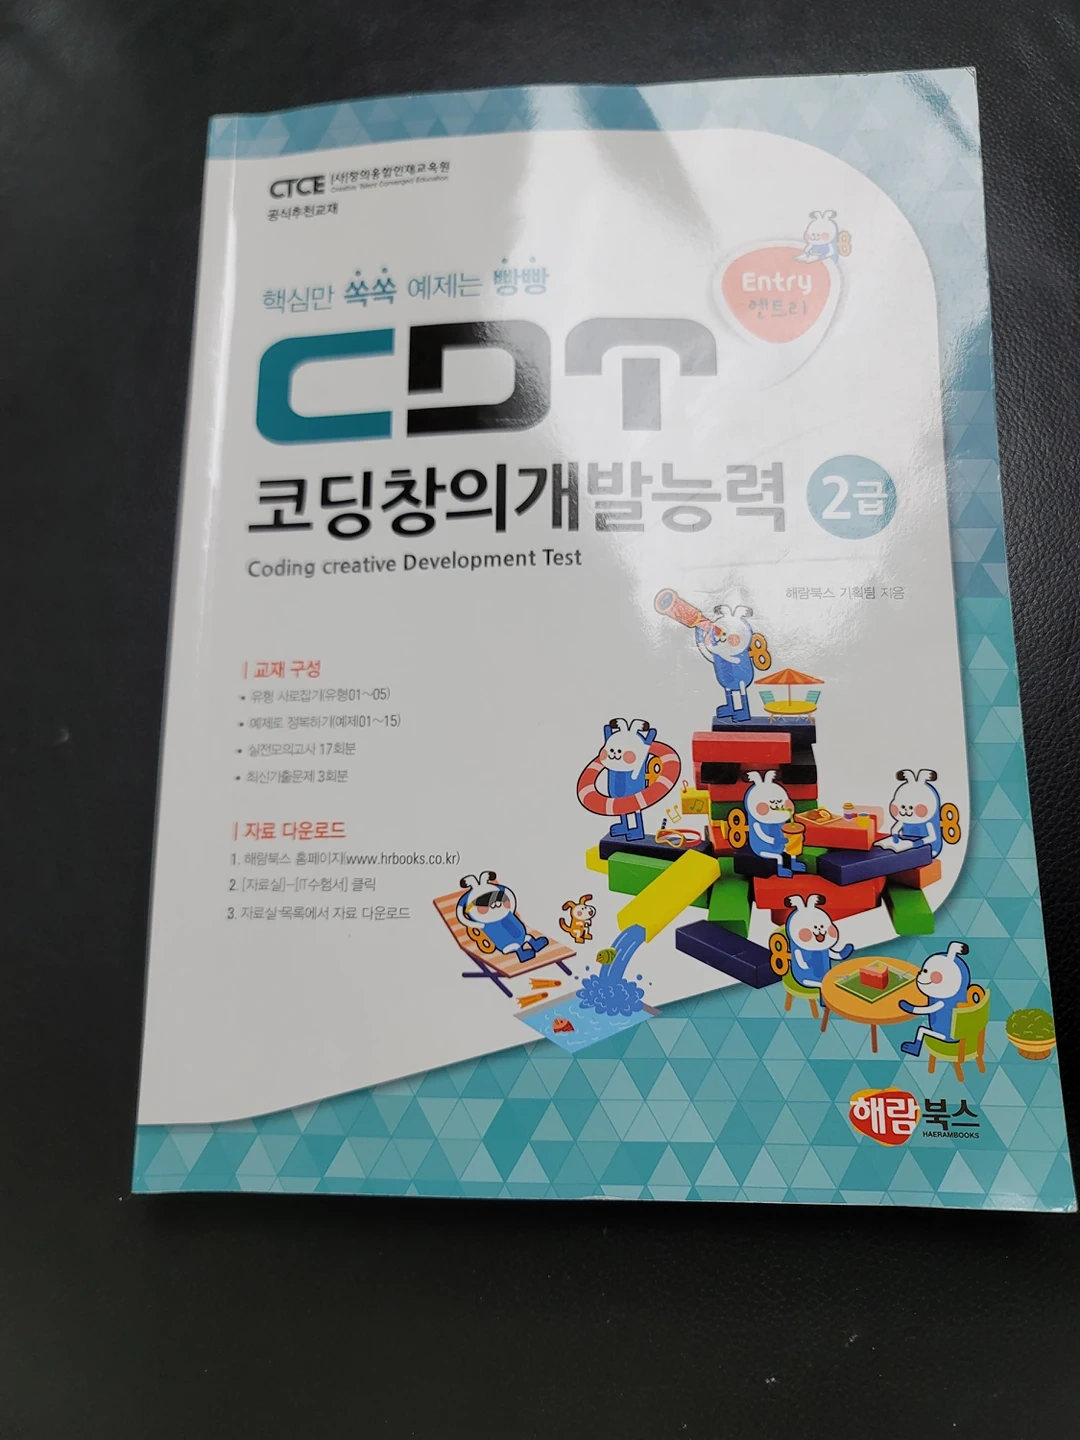 CTCE (사)창의융합인재교육원
Creative Talent Converged Education
공식추천교재
핵심만 쏙쏙 예제는 빵빵
Entry
엔트리
CDT
코딩창의개발능력 2급
Coding creative Development Test
해람북스 기획팀 지음
| 교재 구성
• 유형 사로잡기(유형01~05)
• 예제로 정복하기(예제01~15)
• 실전모의고사 17회분
• 최신기출문제 3회분
| 자료 다운로드
1. 해람북스 홈페이지(www.hrbooks.co.kr)
2. [자료실]-[IT수험서] 클릭
3. 자료실 목록에서 자료 다운로드
해람북스
HAERAMBOOKS